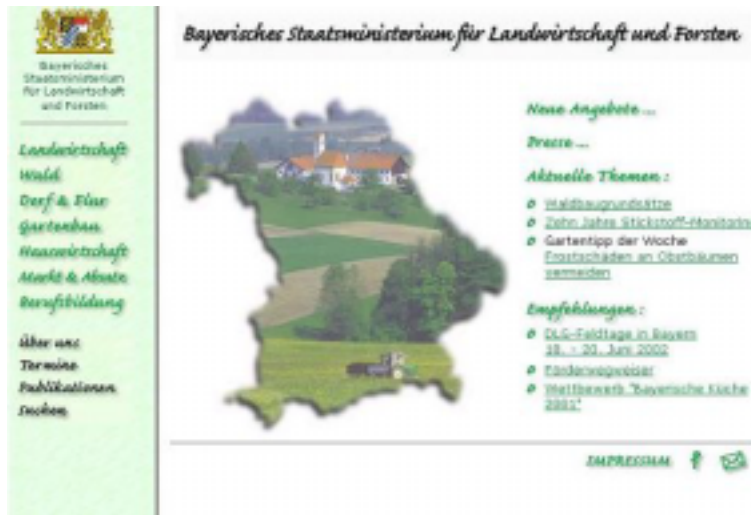 Bayerisches Staatsministerium für Landwirtschaft und Forsten
Bayerisches
Staatsministerium
für Landwirtschaft
und Forsten
Landwirtschaft
Wald
Dorf & Flur
Gartenbau
Hauswirtschaft
Markt & Absatz
Berufsbildung
Über uns
Termine
Publikationen
Suchen
Neue Angebote ...
Presse ...
Aktuelle Themen :
Waldbaugrundsätze
Zehn Jahre Stickstoff-Monitorin
Gartentipp der Woche
Frostschäden an Obstbäumen
vermeiden
Empfehlungen :
DLG-Feldtage in Bayern
18. - 20. Juni 2002
Förderwegweiser
Wettbewerb "Bayerische Küche
2001"
IMPRESSUM